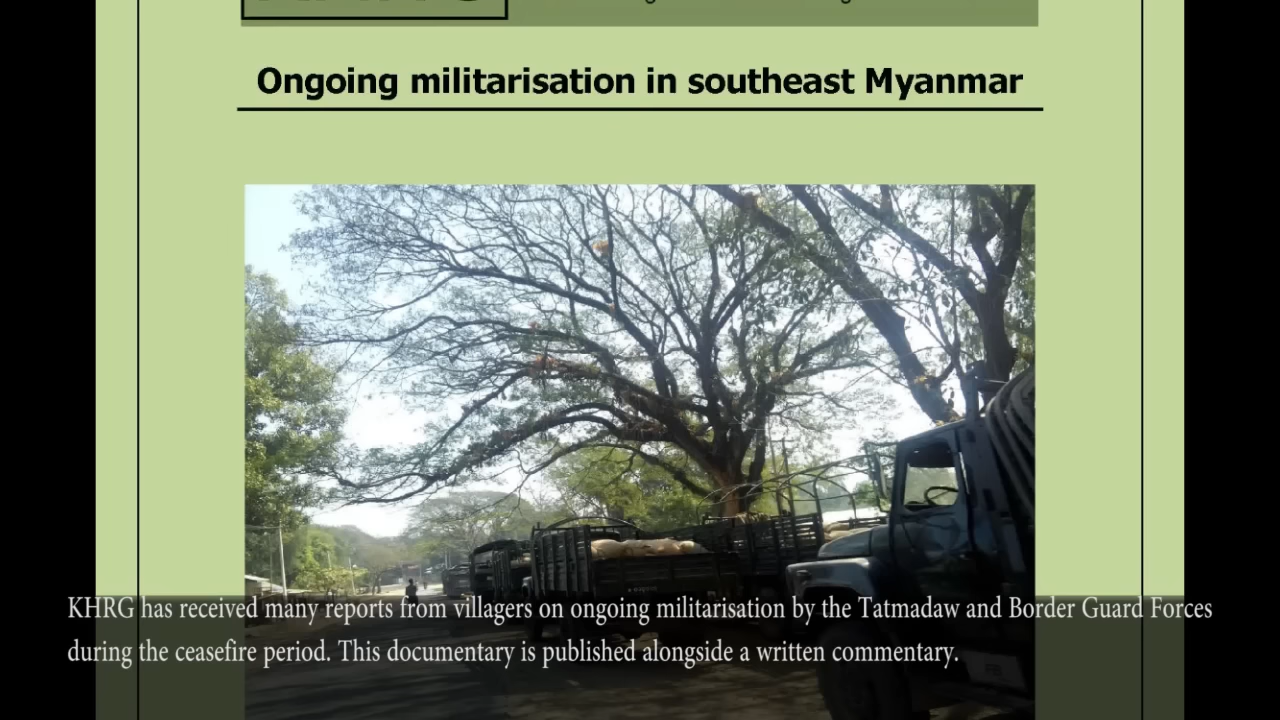 Ongoing militarisation in southeast Myanmar
KHRG has received many reports from villagers on ongoing militarisation by the Tatmadaw and Border Guard Forces
during the ceasefire period. This documentary is published alongside a written commentary.